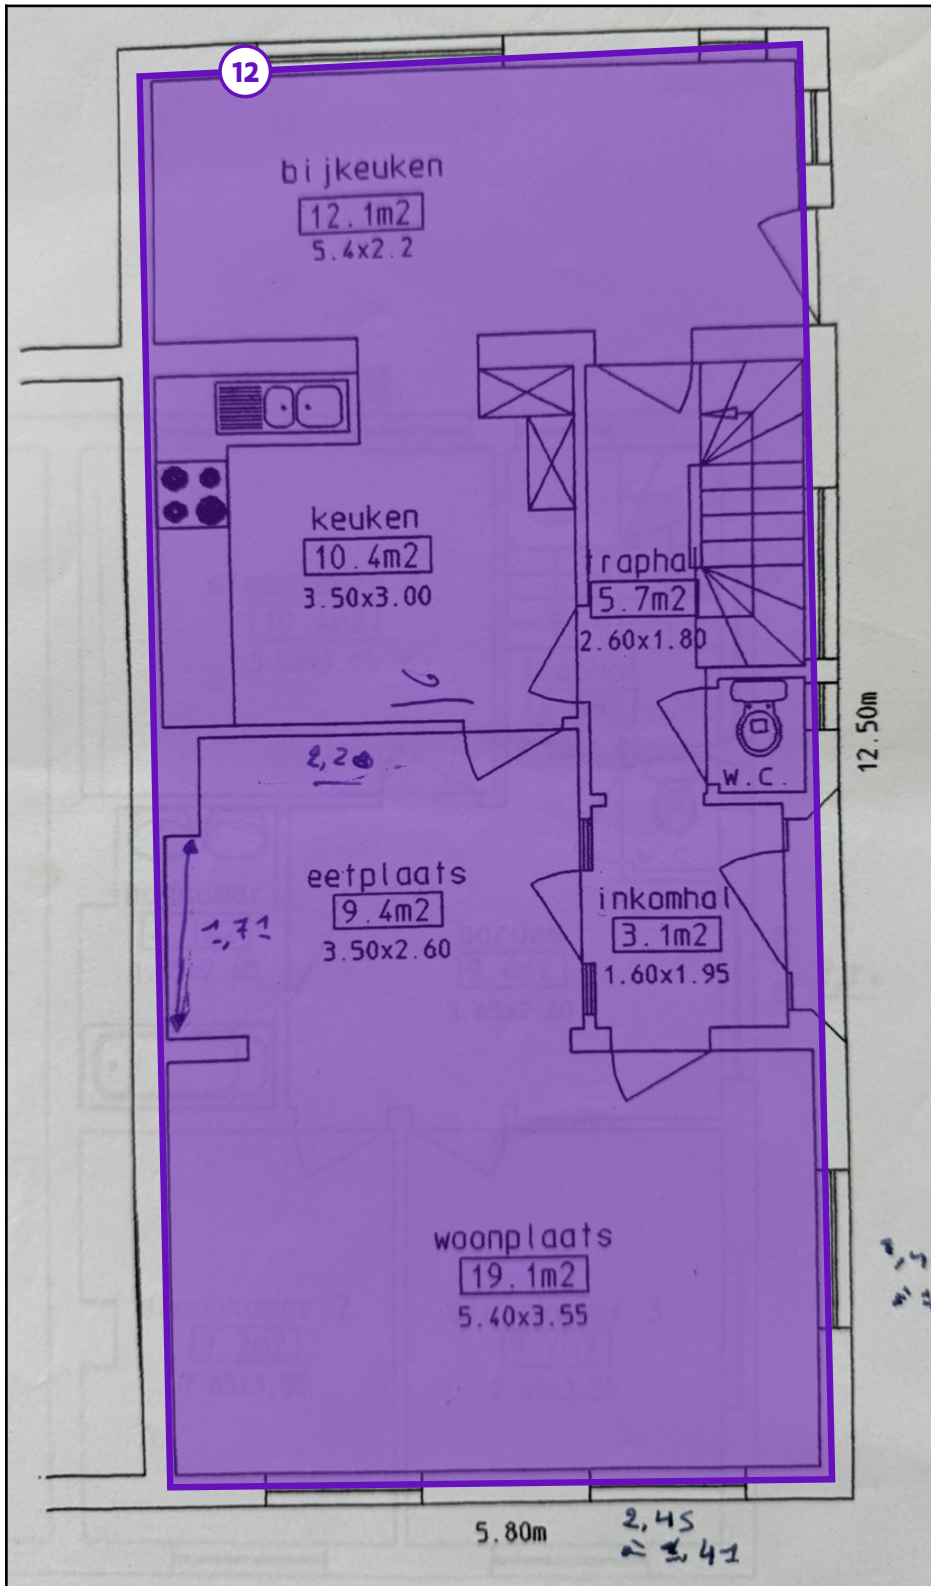 12
bijkeuken
12.1m2
5.4x2.2
keuken
10.4m2
3.50x3.00
traphal
5.7m2
2.60x1.80
W.C.
12.50m
2,20
eetplaats
9.4m2
3.50x2.60
1,71
inkomhal
3.1m2
1.60x1.95
woonplaats
19.1m2
5.40x3.55
5.80m
2,45